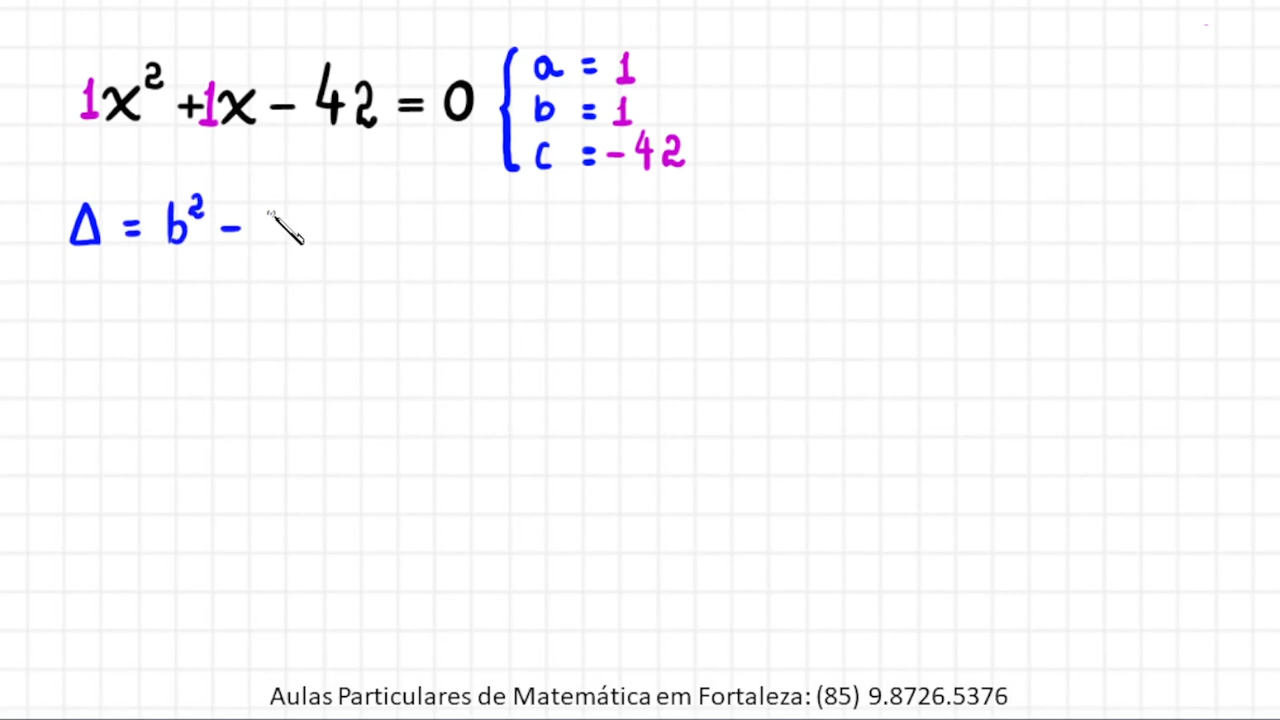 1x² +1x - 42 = 0 { a = 1
b = 1
c = -42
Δ = b² -
Aulas Particulares de Matemática em Fortaleza: (85) 9.8726.5376